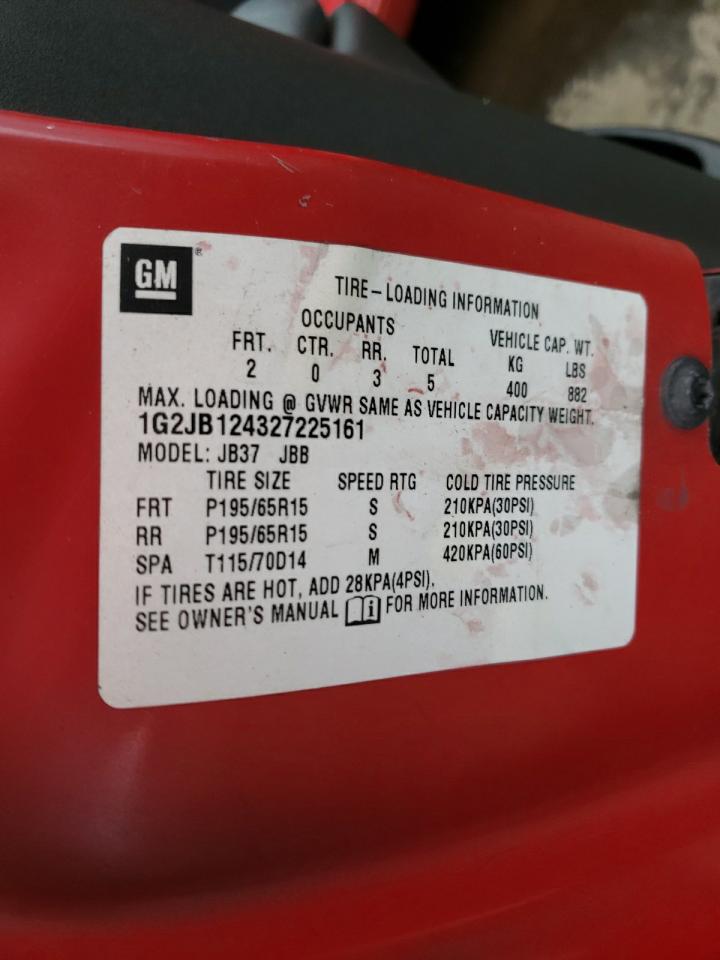 GM ®
TIRE-LOADING INFORMATION
OCCUPANTS VEHICLE CAP. WT.
FRT. CTR. RR. TOTAL KG LBS
2 0 3 5 400 882
MAX. LOADING @ GVWR SAME AS VEHICLE CAPACITY WEIGHT.
1G2JB124327225161
MODEL: JB37 JBB
TIRE SIZE SPEED RTG COLD TIRE PRESSURE
FRT P195/65R15 S 210KPA(30PSI)
RR P195/65R15 S 210KPA(30PSI)
SPA T115/70D14 M 420KPA(60PSI)
IF TIRES ARE HOT, ADD 28KPA(4PSI).
SEE OWNER'S MANUAL i FOR MORE INFORMATION.